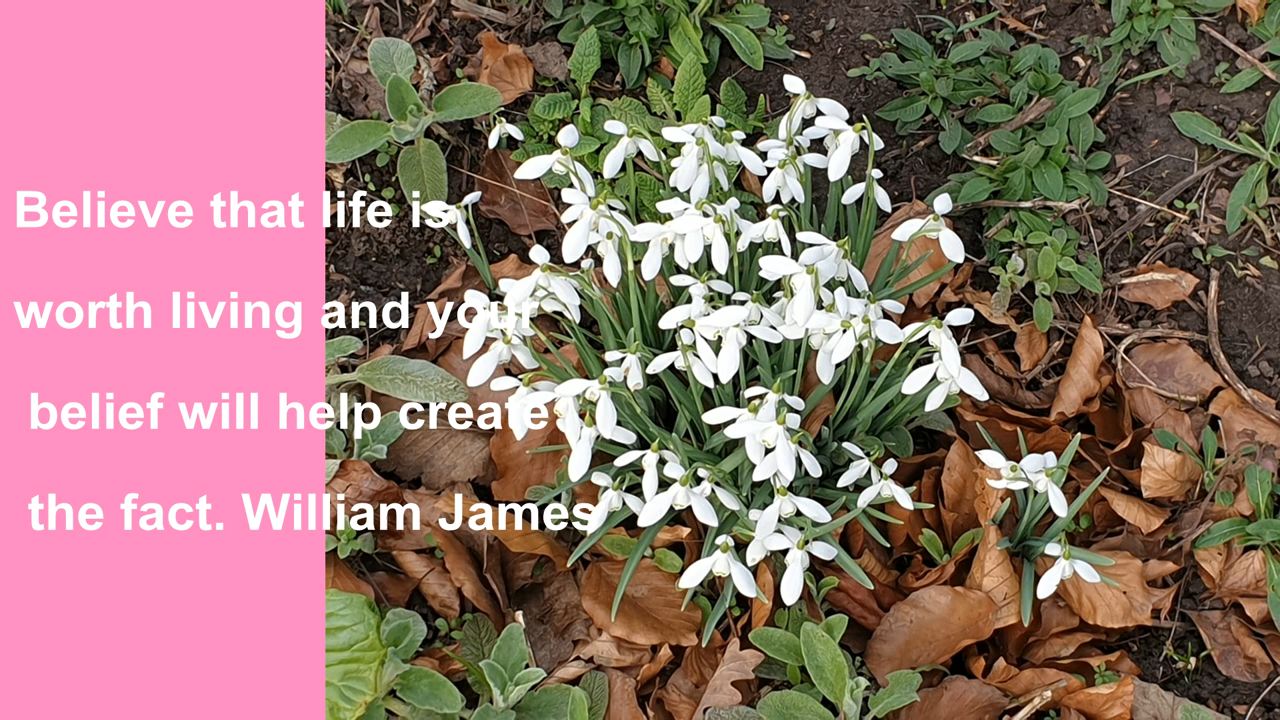 Believe that life is
worth living and your
belief will help create
the fact. William James